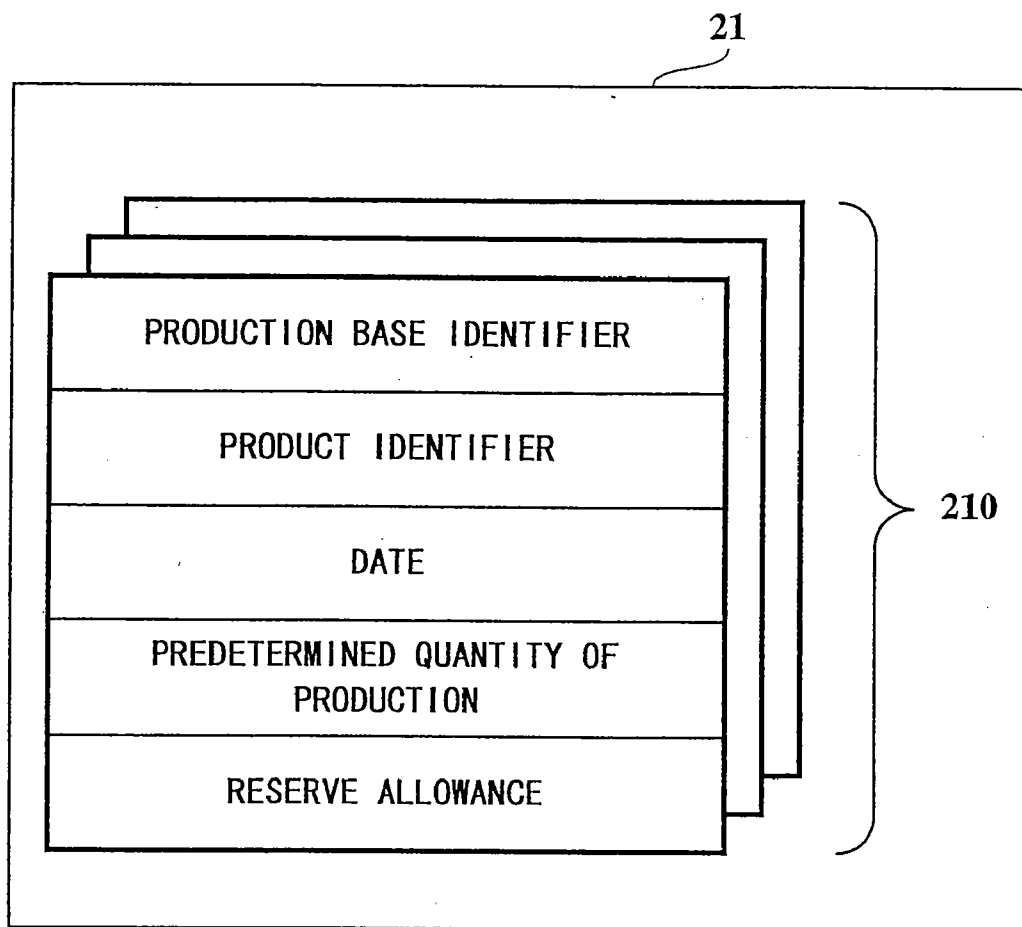 21
PRODUCTION BASE IDENTIFIER
PRODUCT IDENTIFIER
DATE
PREDETERMINED QUANTITY OF
PRODUCTION
RESERVE ALLOWANCE
210